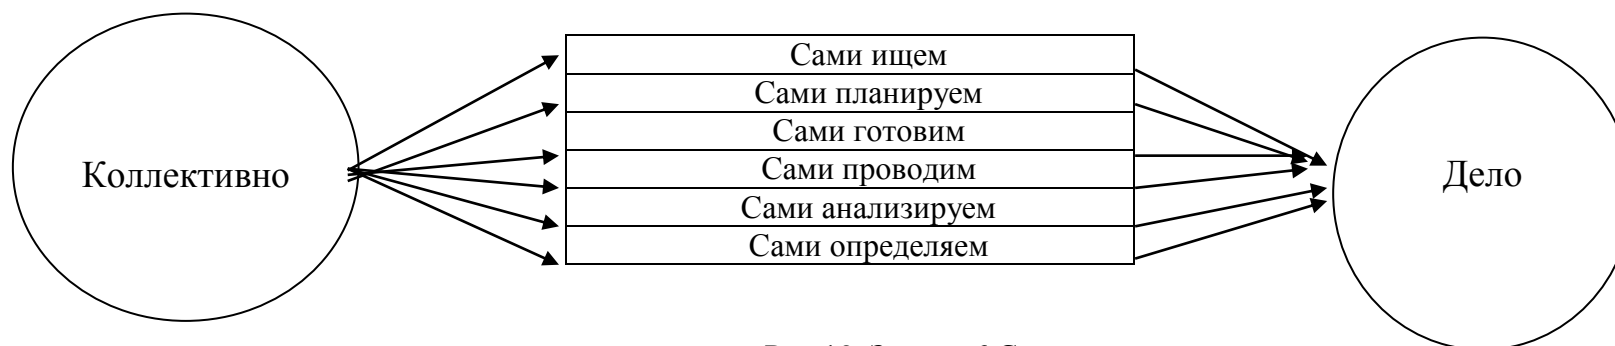 Сами ищем
Сами планируем
Сами готовим
Коллективно
Сами проводим
Дело
Сами анализируем
Сами определяем